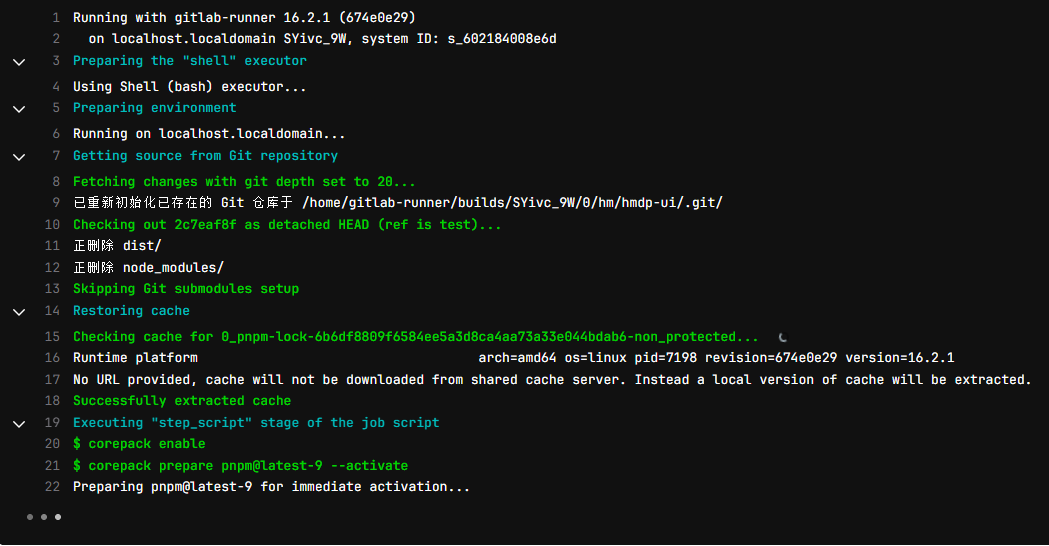 1 Running with gitlab-runner 16.2.1 (674e0e29)
2 on localhost.localdomain SYivc_9W, system ID: s_602184008e6d
3 Preparing the "shell" executor
4 Using Shell (bash) executor...
5 Preparing environment
6 Running on localhost.localdomain...
7 Getting source from Git repository
8 Fetching changes with git depth set to 20...
9 已重新初始化已存在的 Git 仓库于 /home/gitlab-runner/builds/SYivc_9W/0/hm/hmdp-ui/.git/
10 Checking out 2c7eaf8f as detached HEAD (ref is test)...
11 正删除 dist/
12 正删除 node_modules/
13 Skipping Git submodules setup
14 Restoring cache
15 Checking cache for 0_pnpm-lock-6b6df8809f6584ee5a3d8ca4aa73a33e044bdab6-non_protected...
16 Runtime platform arch=amd64 os=linux pid=7198 revision=674e0e29 version=16.2.1
17 No URL provided, cache will not be downloaded from shared cache server. Instead a local version of cache will be extracted.
18 Successfully extracted cache
19 Executing "step_script" stage of the job script
20 $ corepack enable
21 $ corepack prepare pnpm@latest-9 --activate
22 Preparing pnpm@latest-9 for immediate activation...